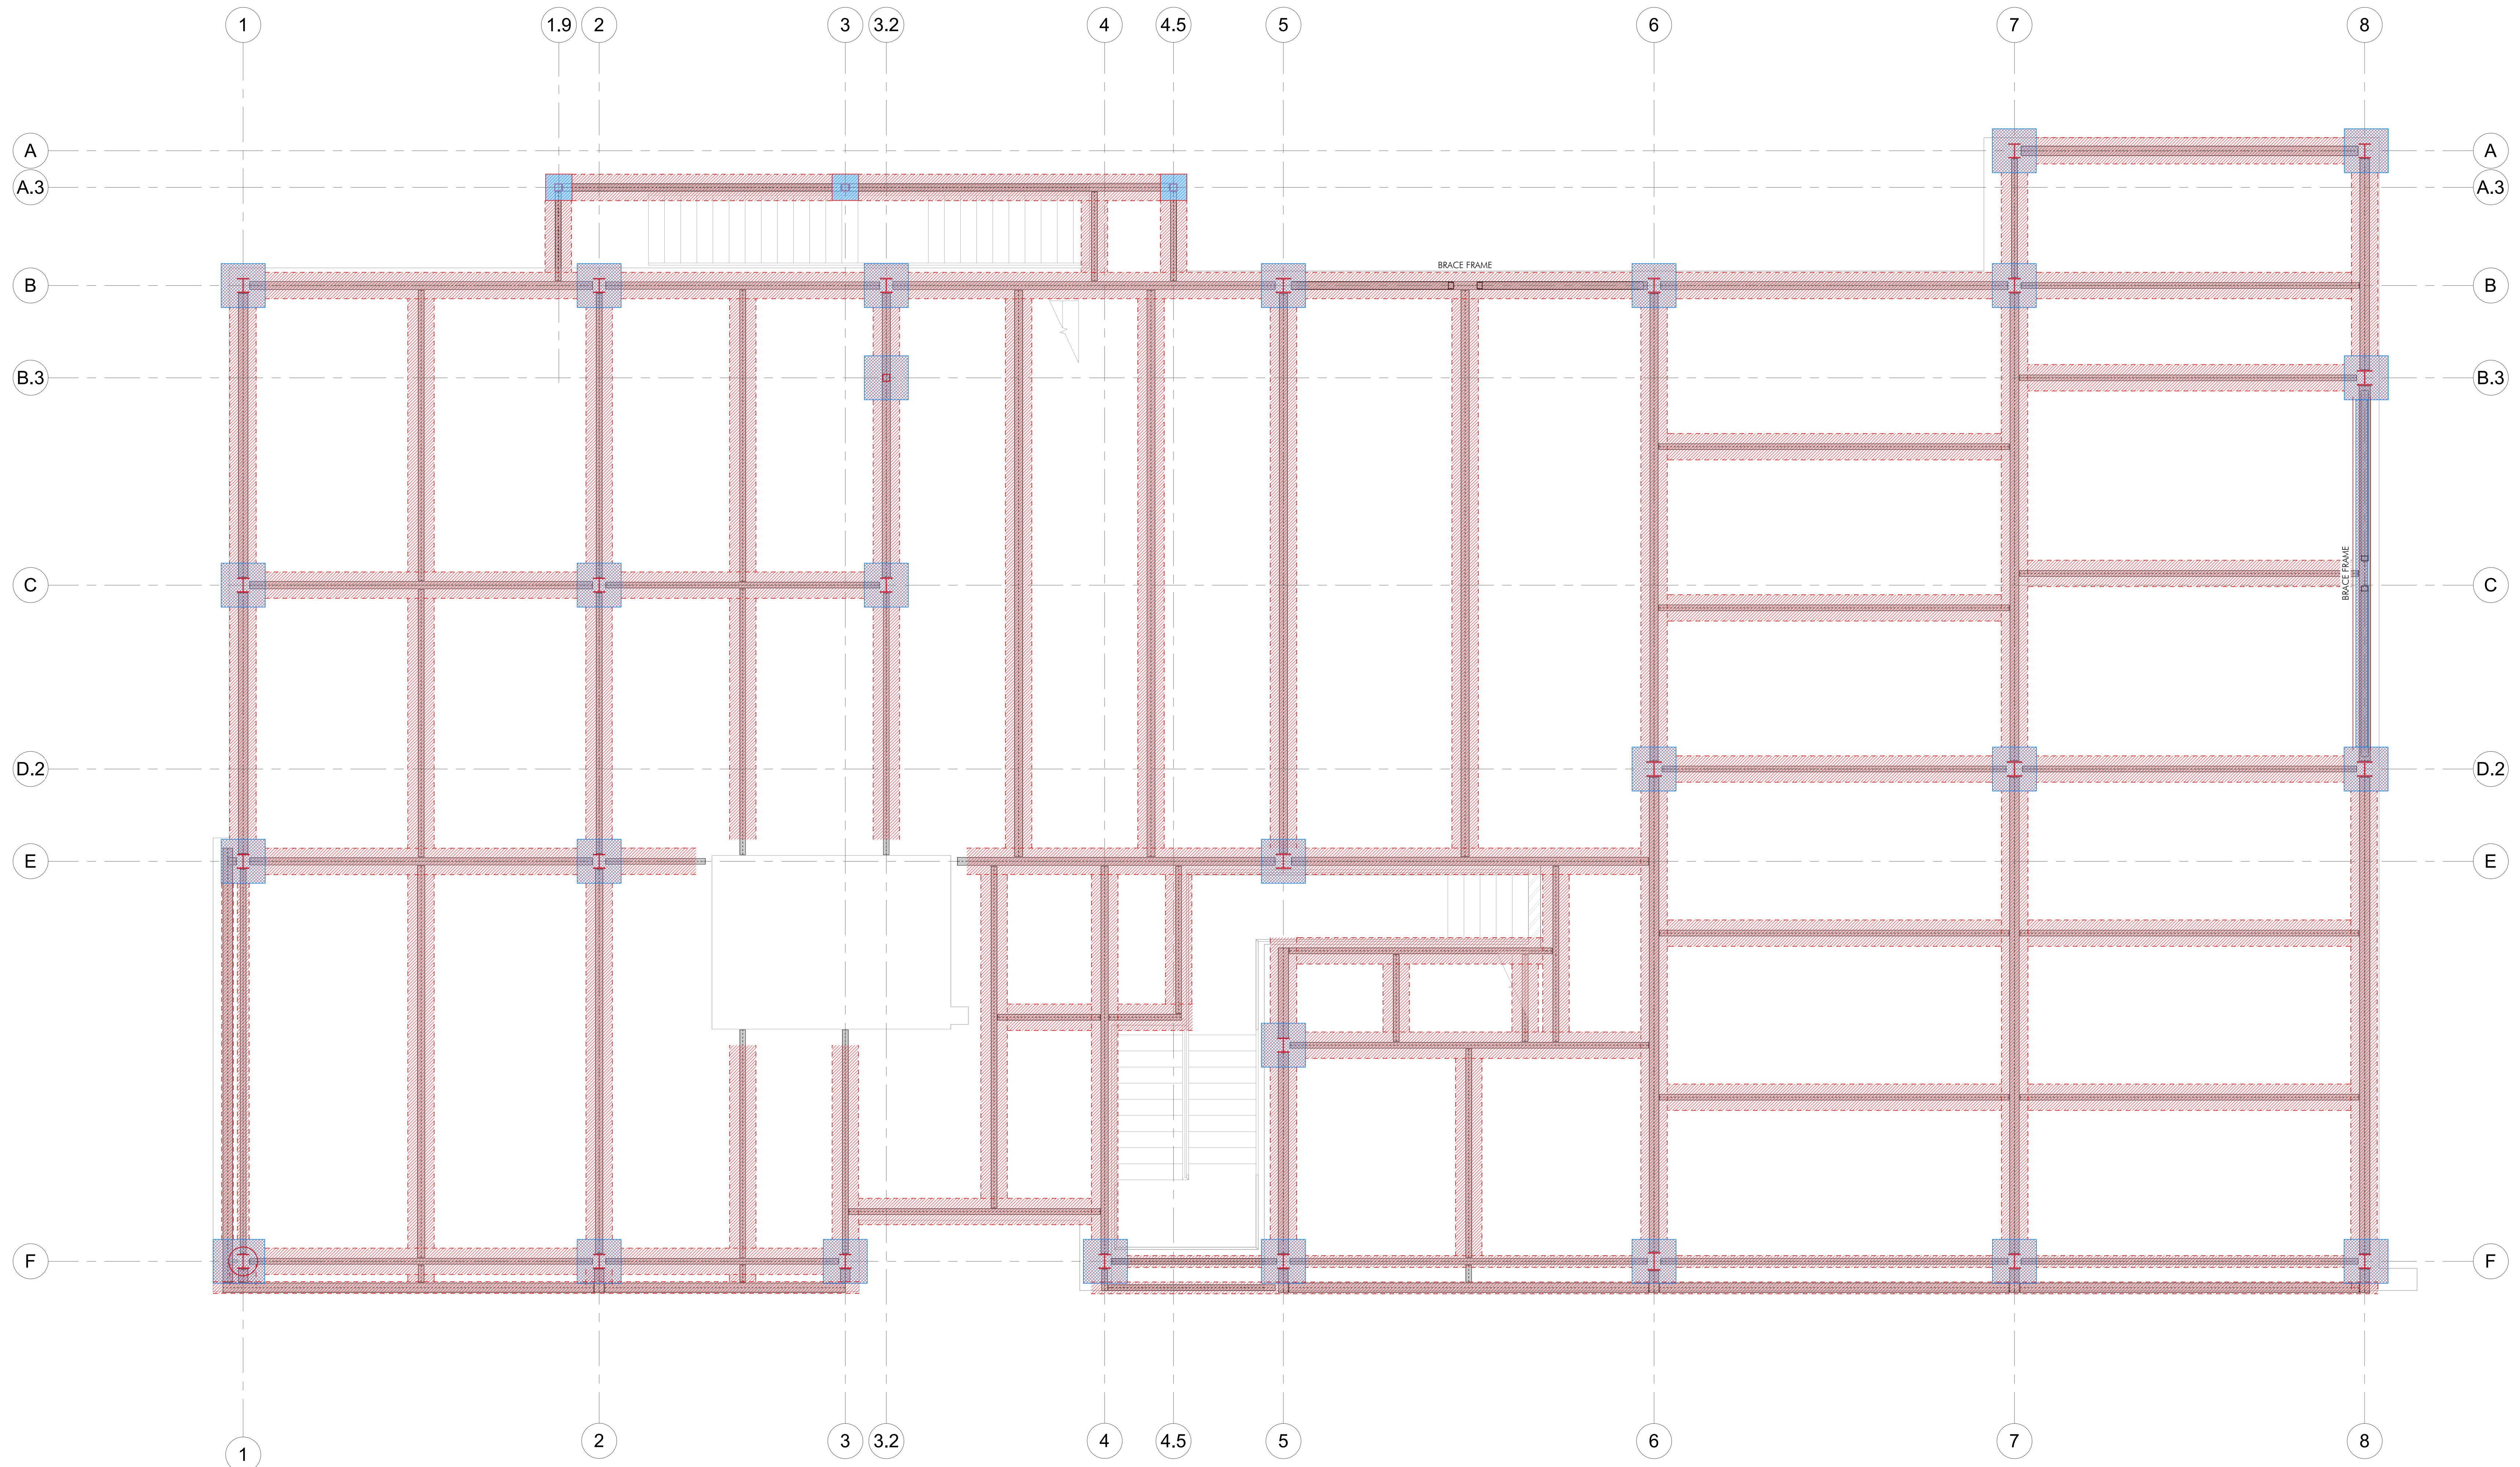 1 1.9 2 3 3.2 4 4.5 5 6 7 8
A A
A.3 A.3
BRACE FRAME
B B
B.3 B.3
BRACE FRAME
C C
D.2 D.2
E E
F F
1 2 3 3.2 4 4.5 5 6 7 8